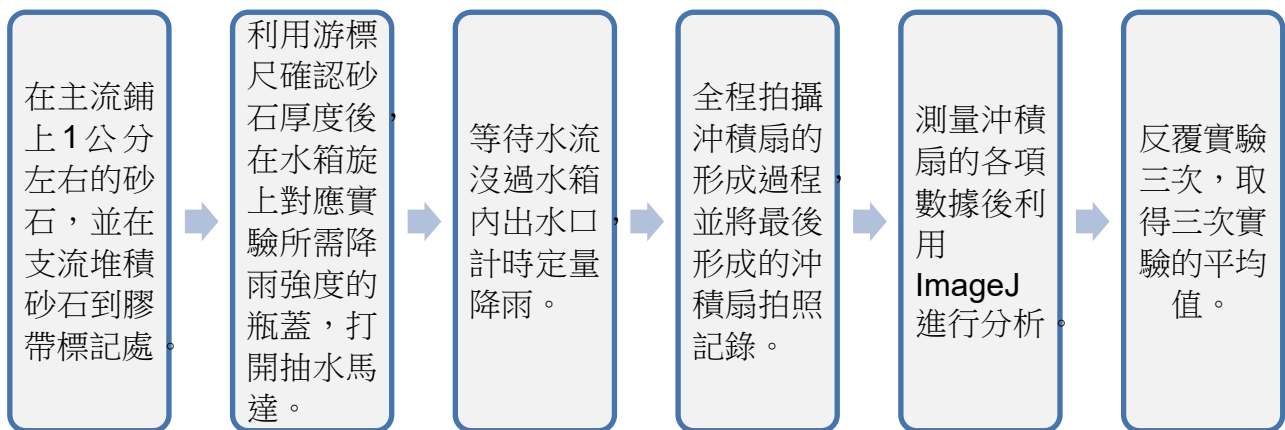 在主流鋪
上1公分
左右的砂
石，並在
支流堆積
砂石到膠
帶標記處。
利用游標
尺確認砂
石厚度後，
在水箱旋
上對應實
驗所需降
雨強度的
瓶蓋，打
開抽水馬
達。
等待水流
沒過水箱
內出水口，
計時定量
降雨。
全程拍攝
沖積扇的
形成過程，
並將最後
形成的沖
積扇拍照
記錄。
測量沖積
扇的各項
數據後利
用
ImageJ
進行分析。
反覆實驗
三次，取
得三次實
驗的平均
值。